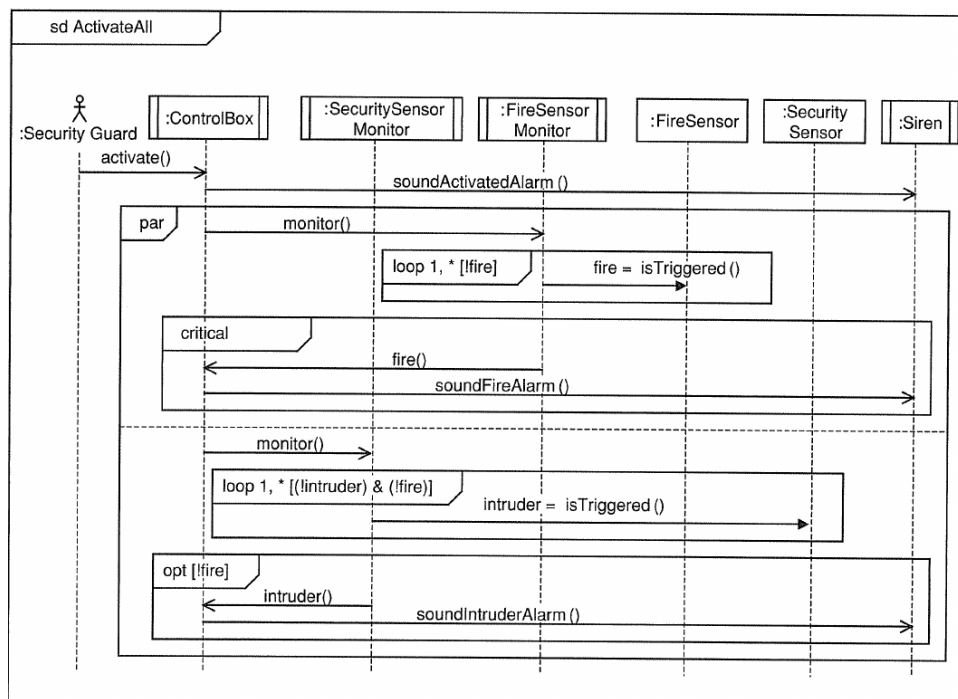 sd ActivateAll
:Security Guard
:ControlBox
:SecuritySensor
Monitor
:FireSensor
Monitor
:FireSensor
:Security
Sensor
:Siren
activate()
soundActivatedAlarm ()
par
monitor()
loop 1, * [!fire]
fire = isTriggered ()
critical
fire()
soundFireAlarm ()
monitor()
loop 1, * [(!intruder) & (!fire)]
intruder = isTriggered ()
opt [!fire]
intruder()
soundIntruderAlarm ()